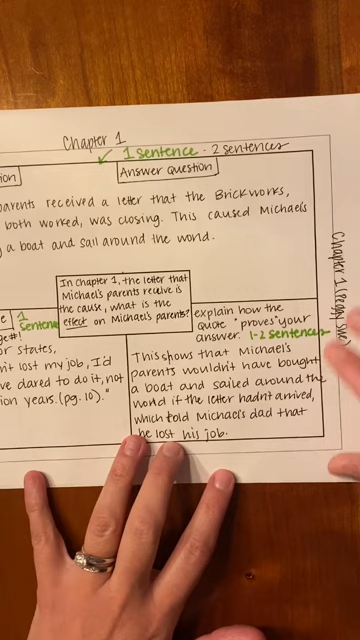 Chapter 1
1 sentence - 2 sentences
Answer Question
parents received a letter that the Brickworks,
both worked, was closing. This caused Michael's
a boat and sail around the world.
In chapter 1, the letter that
Michael's parents receive is
the cause, what is the
effect on Michael's parents?
1
sentence
or states,
n't lost my job, I'd
ve dared to do it, not
ion years. (pg. 10)."
explain how the
quote "proves" your
answer. 1-2 sentences
This shows that Michael's
parents wouldn't have bought
a boat and sailed around the
world if the letter hadn't arrived,
which told Michael's dad that
he lost his job.
Chapter 1 (Peggy Sue)